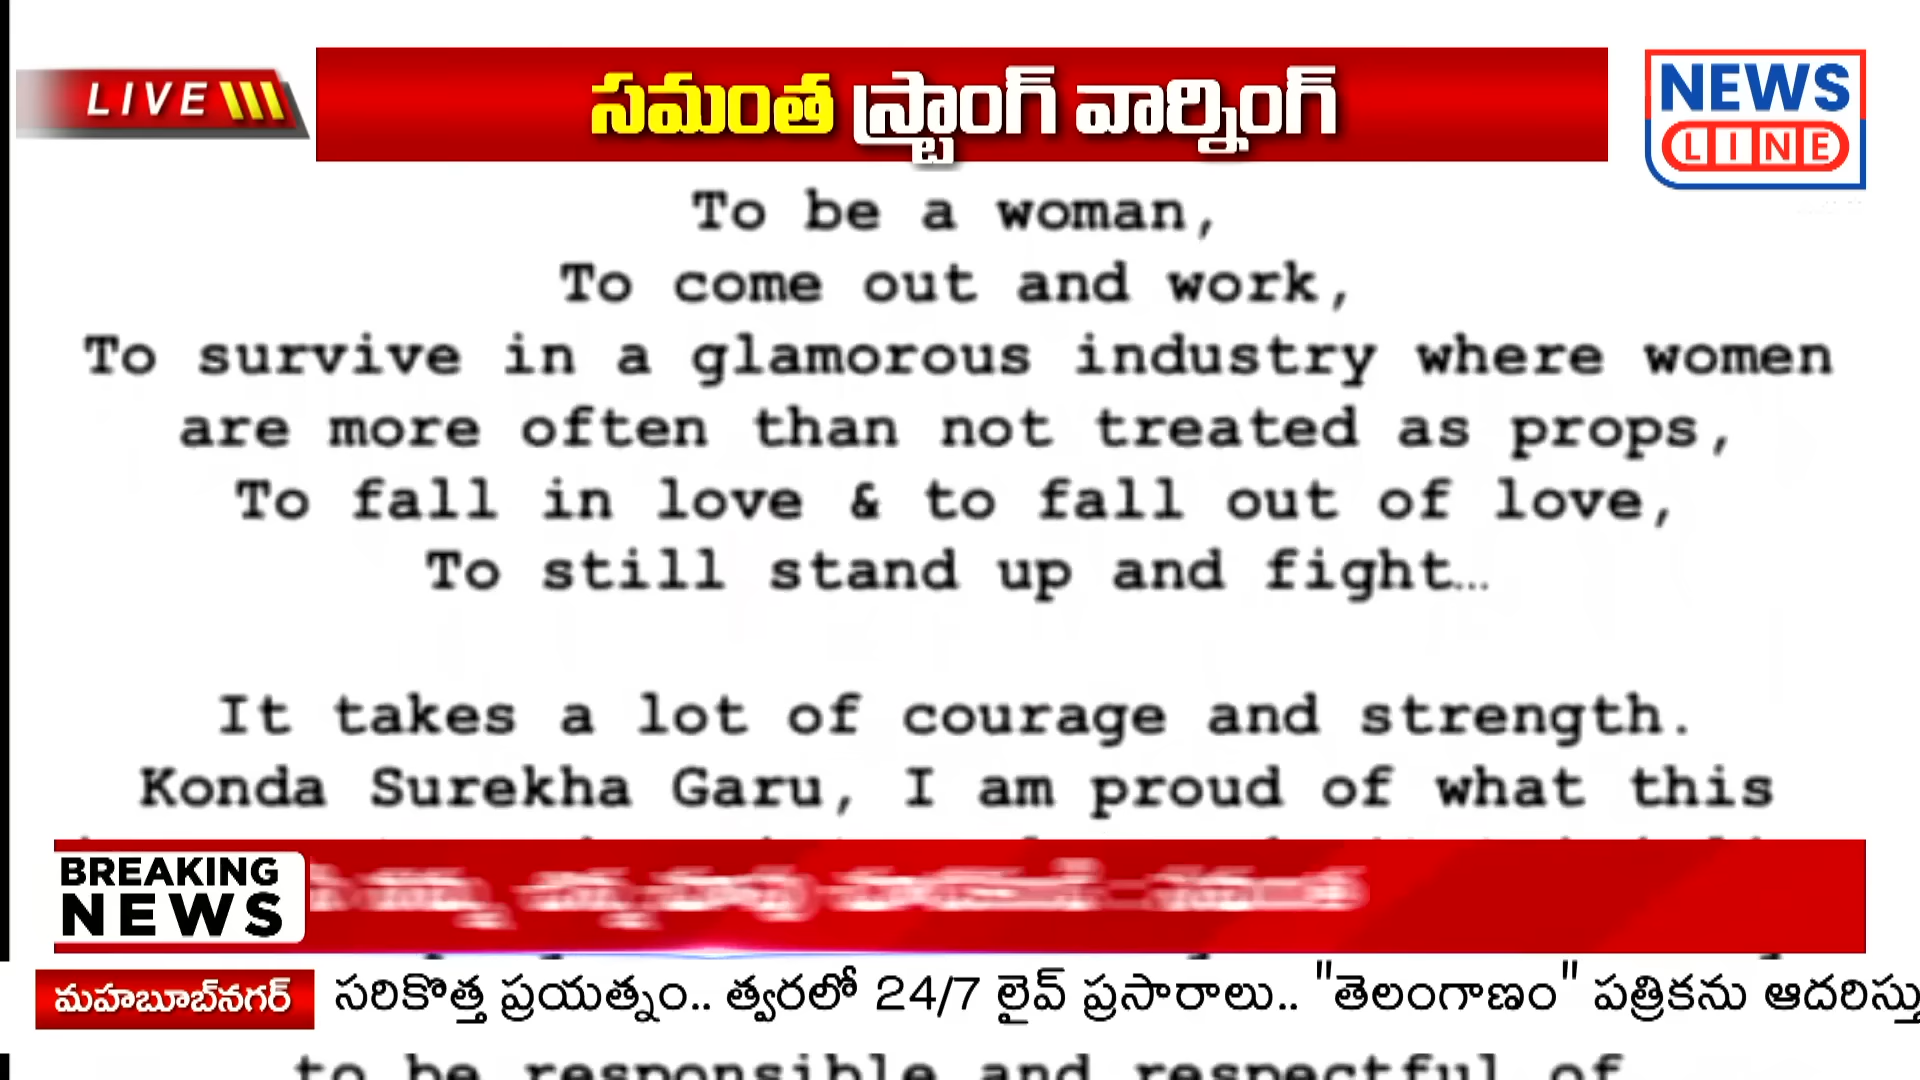 LIVE
సమంత స్ట్రాంగ్ వార్నింగ్
NEWS
LINE
To be a woman,
To come out and work,
To survive in a glamorous industry where women
are more often than not treated as props,
To fall in love & to fall out of love,
To still stand up and fight…
It takes a lot of courage and strength.
Konda Surekha Garu, I am proud of what this
BREAKING
NEWS
మహబూబ్‌నగర్
సరికొత్త ప్రయత్నం.. త్వరలో 24/7 లైవ్ ప్రసారాలు.. "తెలంగాణం" పత్రికను ఆదరిస్తు
to be responsible and respectful of